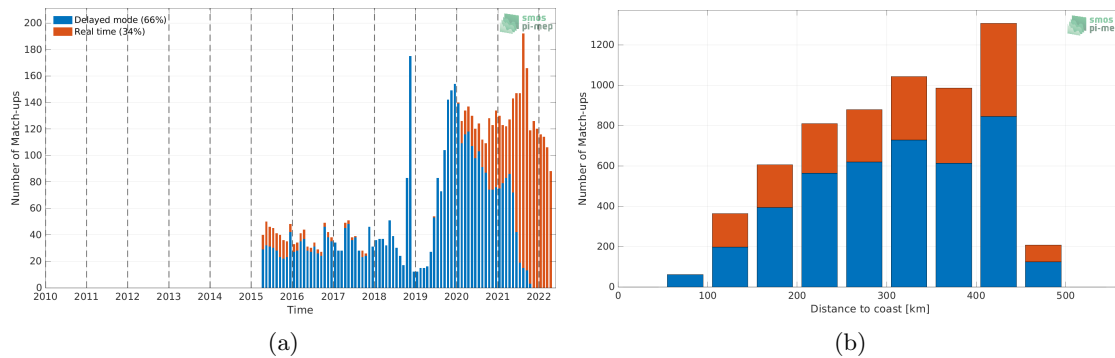 200
180
160
140
120
100
80
60
40
20
0
Number of Match-ups
Delayed mode (66%)
Real time (34%)
smos
pi-mep
2010 2011 2012 2013 2014 2015 2016 2017 2018 2019 2020 2021 2022
Time
(a)
1200
1000
800
600
400
200
0
Number of Match-ups
smos
pi-mep
0 100 200 300 400 500
Distance to coast [km]
(b)